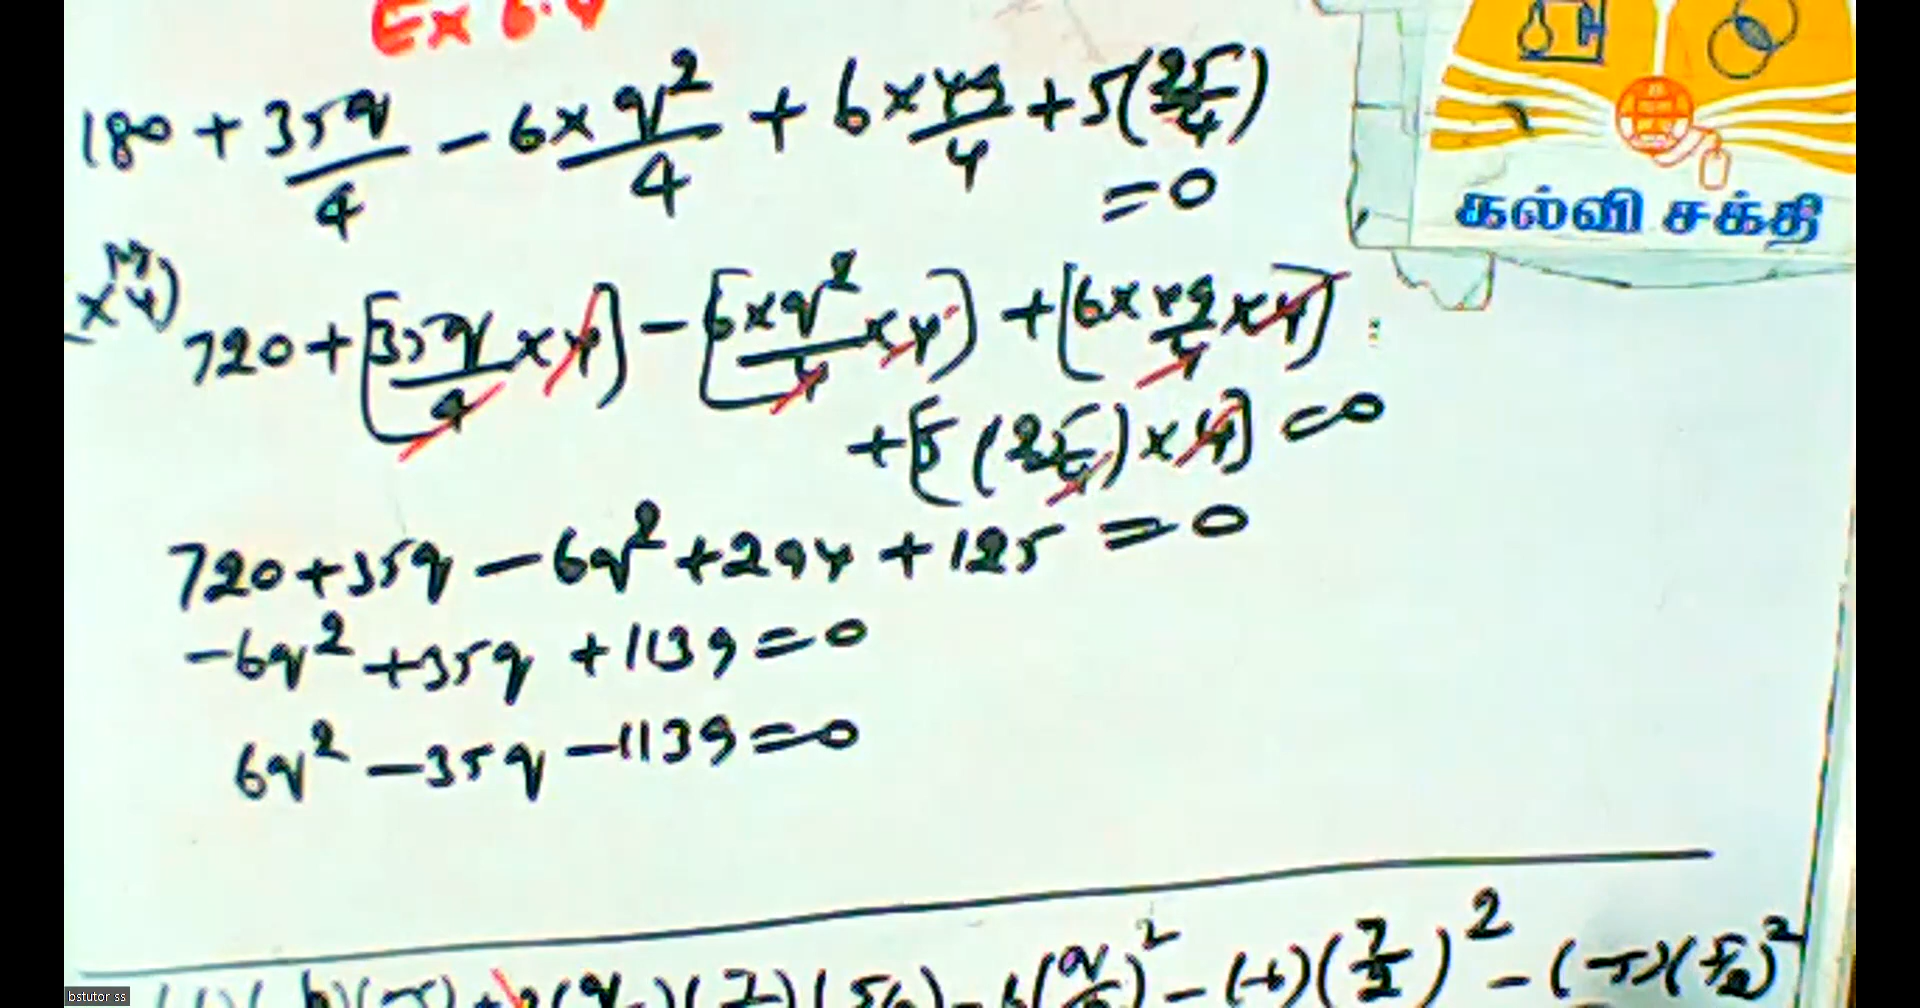 Ex 6.9
180 + 35q/4 - 6×q²/4 + 6×49/4 + 5(25/4)
= 0
(×by 4) 720 + [35q/4 × 4] - [6×q²/4 × 4] + [6×49/4 × 4]
+ [5(25/4) × 4] = 0
720 + 35q - 6q² + 294 + 125 = 0
-6q² + 35q + 1139 = 0
6q² - 35q - 1139 = 0
கல்வி சக்தி
bstutor ss